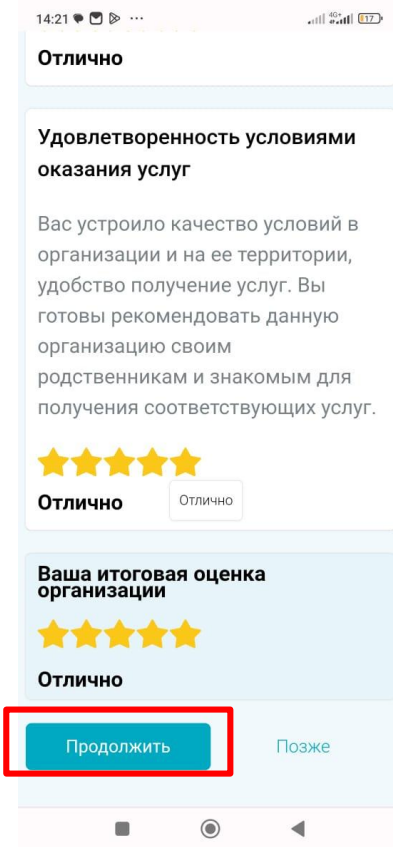 14:21
4G+
17
Отлично
Удовлетворенность условиями
оказания услуг
Вас устроило качество условий в
организации и на ее территории,
удобство получение услуг. Вы
готовы рекомендовать данную
организацию своим
родственникам и знакомым для
получения соответствующих услуг.
Отлично
Отлично
Ваша итоговая оценка
организации
Отлично
Продолжить
Позже